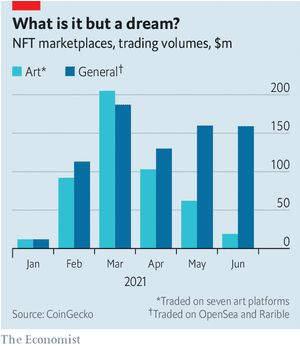 What is it but a dream?
NFT marketplaces, trading volumes, $m
Art* General†
200
150
100
50
0
Jan Feb Mar Apr May Jun
2021
*Traded on seven art platforms
Source: CoinGecko †Traded on OpenSea and Rarible
The Economist